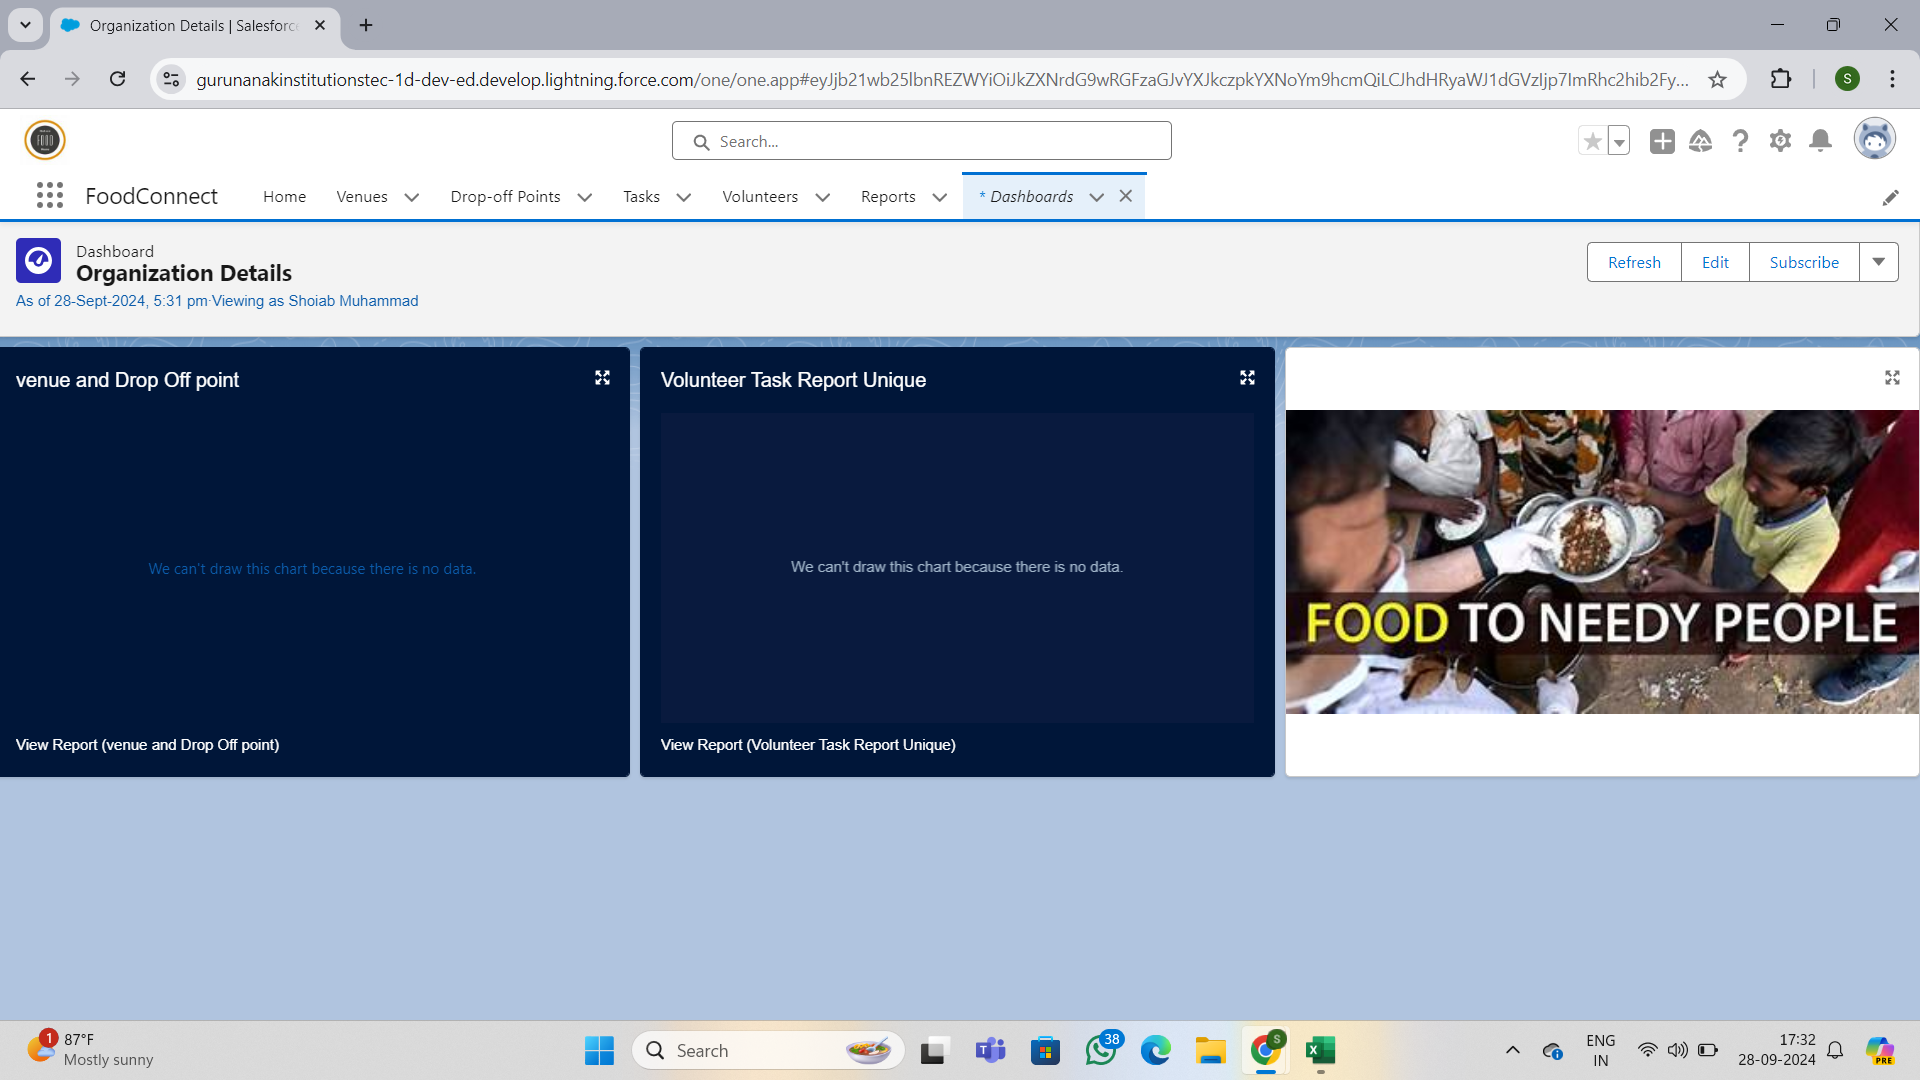 Organization Details | Salesforc
gurunanakinstitutionstec-1d-dev-ed.develop.lightning.force.com/one/one.app#eyJjb21wb25lbnREZWYiOiJkZXNrdG9wRGFzaGJvYXJkczpkYXNoYm9hcmQiLCJhdHRyaWJ1dGVzIjp7ImRhc2hib2Fy...
S
FOOD
Search...
FoodConnect
Home
Venues
Drop-off Points
Tasks
Volunteers
Reports
* Dashboards
Dashboard
Organization Details
As of 28-Sept-2024, 5:31 pm·Viewing as Shoiab Muhammad
Refresh
Edit
Subscribe
venue and Drop Off point
We can't draw this chart because there is no data.
View Report (venue and Drop Off point)
Volunteer Task Report Unique
We can't draw this chart because there is no data.
View Report (Volunteer Task Report Unique)
FOOD TO NEEDY PEOPLE
1
87°F
Mostly sunny
Search
38
S
ENG
IN
17:32
28-09-2024
PRE